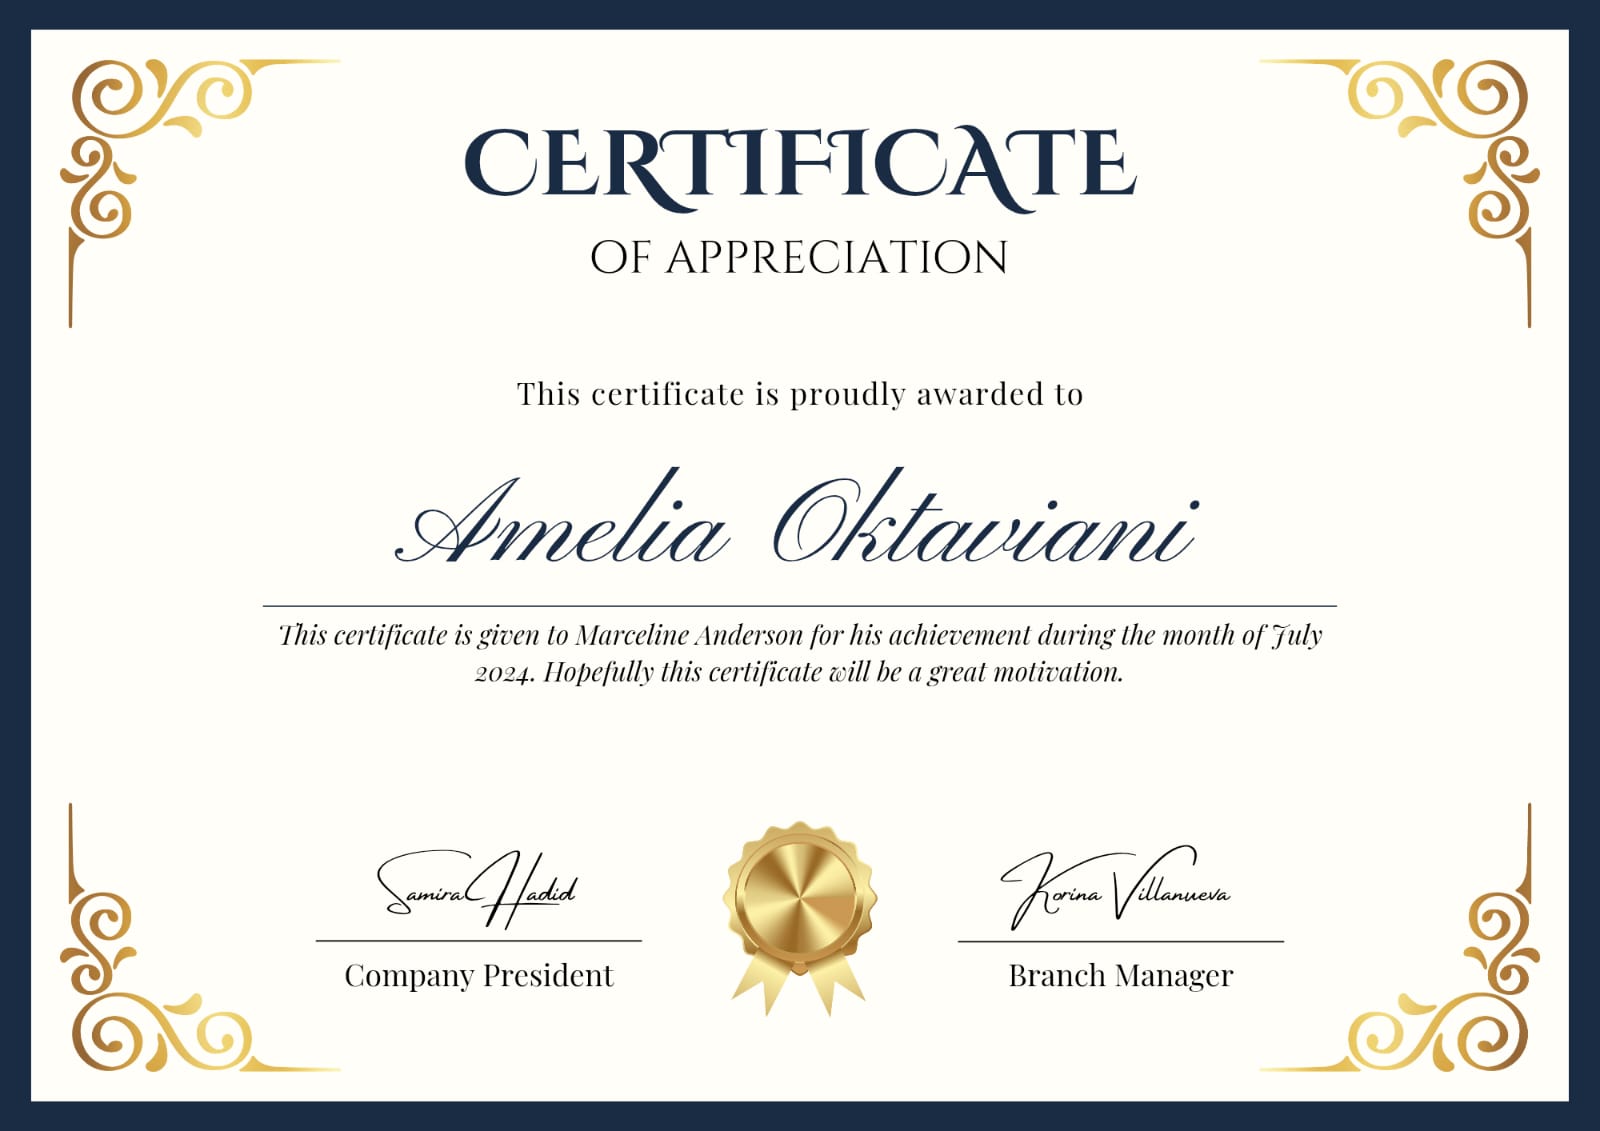 CERTIFICATE
OF APPRECIATION
This certificate is proudly awarded to
Amelia Oktaviani
This certificate is given to Marceline Anderson for his achievement during the month of July
2024. Hopefully this certificate will be a great motivation.
Samira Hadid
Korina Villanueva
Company President
Branch Manager